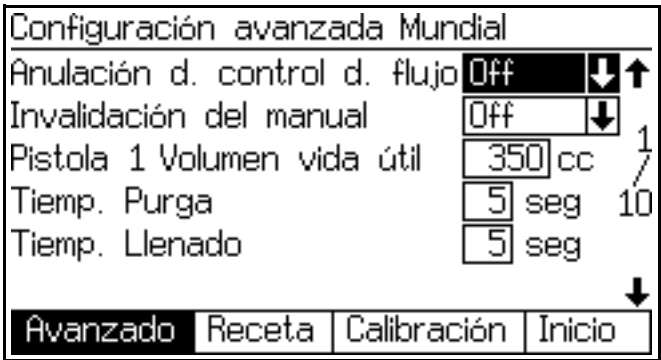 Configuración avanzada Mundial
Anulación d. control d. flujo Off
Invalidación del manual Off
Pistola 1 Volumen vida útil 350 cc
Tiemp. Purga 5 seg
Tiemp. Llenado 5 seg
1/10
Avanzado Receta Calibración Inicio